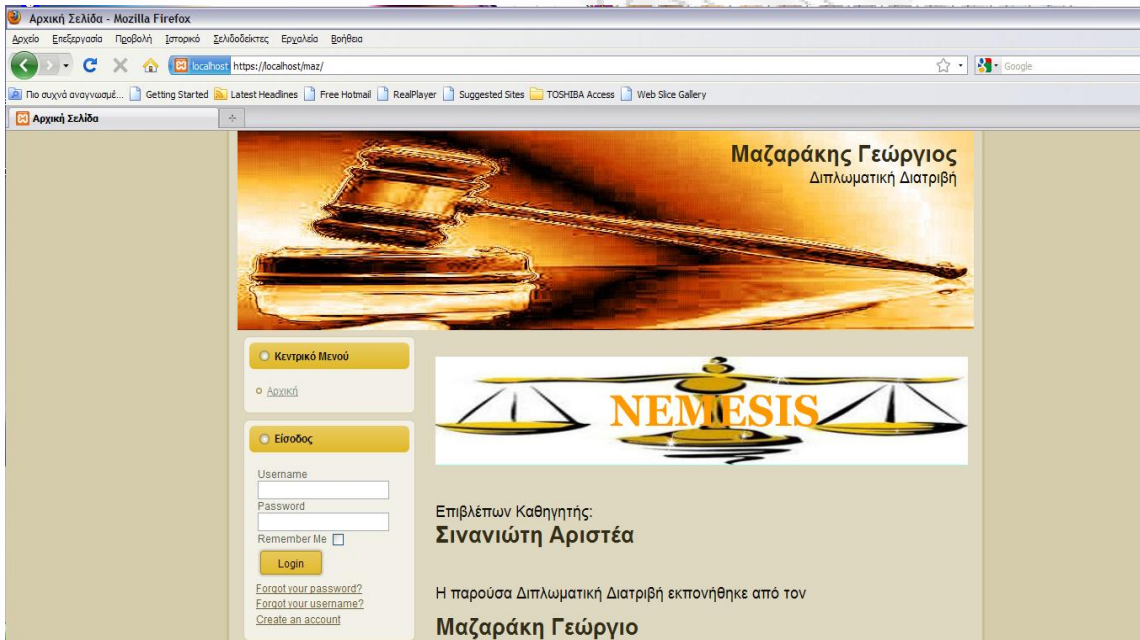 Αρχική Σελίδα - Mozilla Firefox
Αρχείο Επεξεργασία Προβολή Ιστορικό Σελιδοδείκτες Εργαλεία Βοήθεια
localhost https://localhost/maz/ Google
Πιο συχνά αναγνωσμέ... Getting Started Latest Headlines Free Hotmail RealPlayer Suggested Sites TOSHIBA Access Web Slice Gallery
Αρχική Σελίδα
Μαζαράκης Γεώργιος
Διπλωματική Διατριβή
Κεντρικό Μενού
Αρχική
Είσοδος
Username
Password
Remember Me
Login
Forgot your password?
Forgot your username?
Create an account
NEMESIS
Επιβλέπων Καθηγητής:
Σινανιώτη Αριστέα
Η παρούσα Διπλωματική Διατριβή εκπονήθηκε από τον
Μαζαράκη Γεώργιο